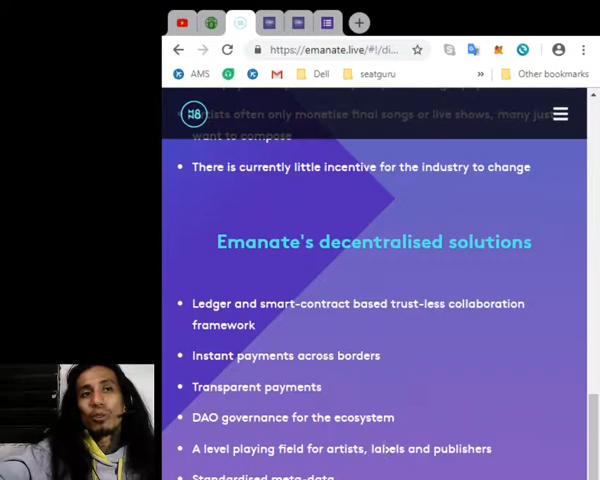 https://emanate.live/#!/di...
AMS
Dell
seatguru
»
Other bookmarks
Artists often only monetise final songs or live shows, many just
want to compose
• There is currently little incentive for the industry to change
Emanate's decentralised solutions
• Ledger and smart-contract based trust-less collaboration
framework
• Instant payments across borders
• Transparent payments
• DAO governance for the ecosystem
• A level playing field for artists, labels and publishers
• Standardised meta-data